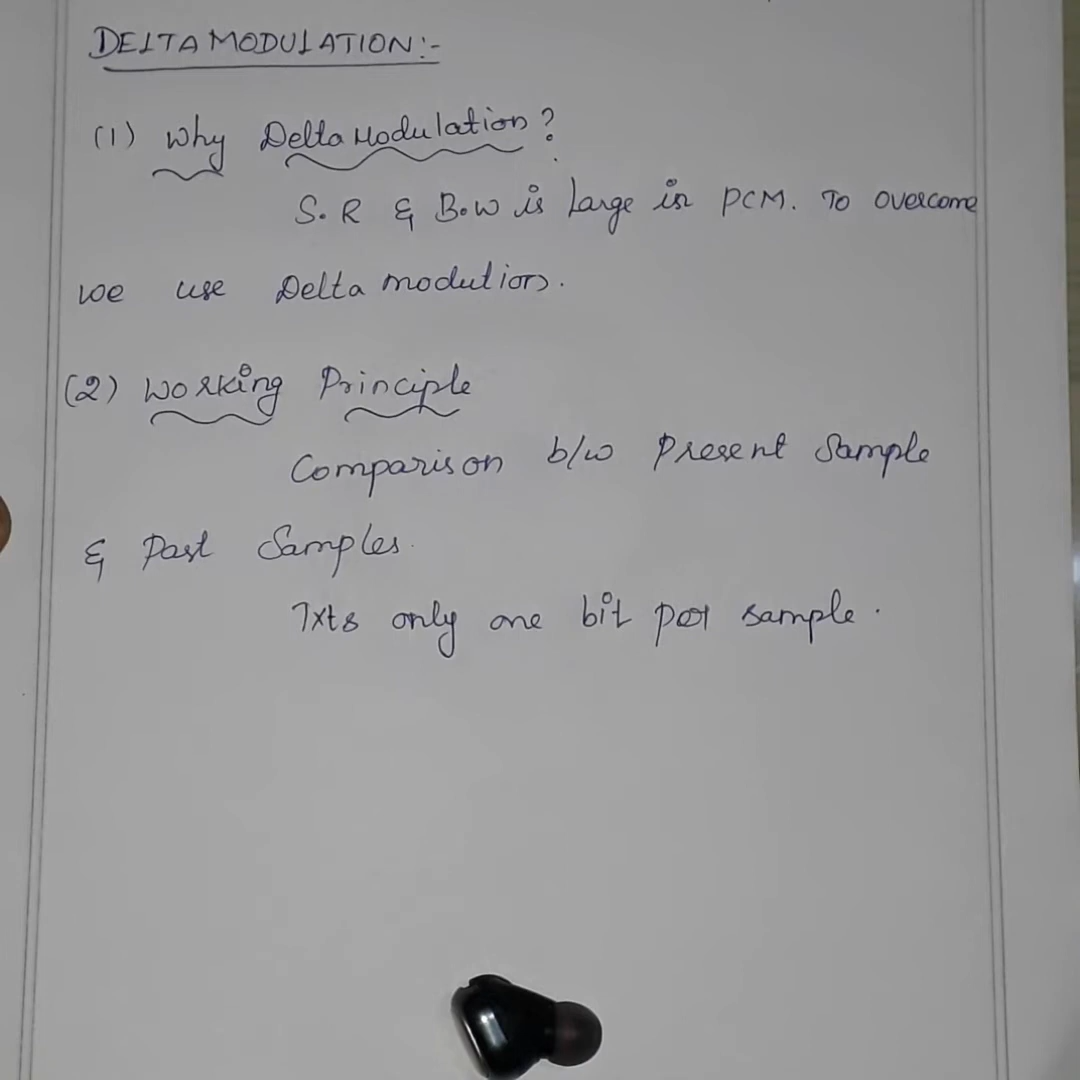 DELTA MODULATION:-
(1) Why Delta Modulation?
S.R & B.W is Large in PCM. To overcome
we use Delta modution.
(2) Working Principle
Comparison b/w Present Sample
& Past Samples.
Txts only one bit per sample.